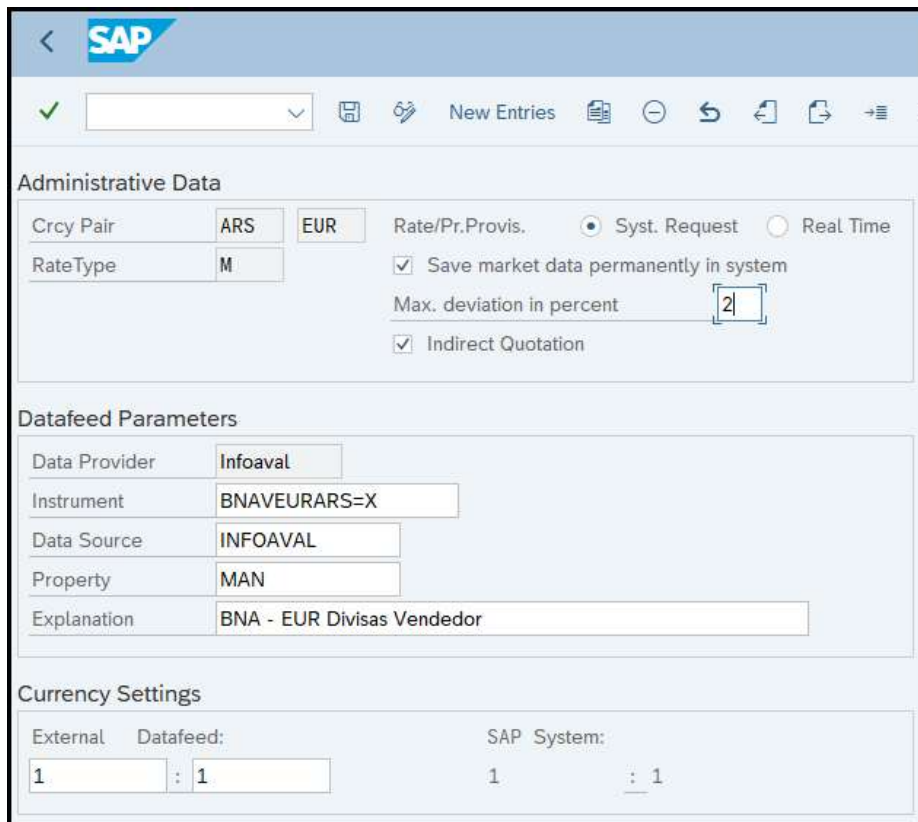 SAP
New Entries
Administrative Data
Crcy Pair ARS EUR Rate/Pr.Provis. Syst. Request Real Time
RateType M Save market data permanently in system
Max. deviation in percent 2
Indirect Quotation
Datafeed Parameters
Data Provider Infoaval
Instrument BNAVEURARS=X
Data Source INFOAVAL
Property MAN
Explanation BNA - EUR Divisas Vendedor
Currency Settings
External Datafeed: SAP System:
1 : 1 1 : 1